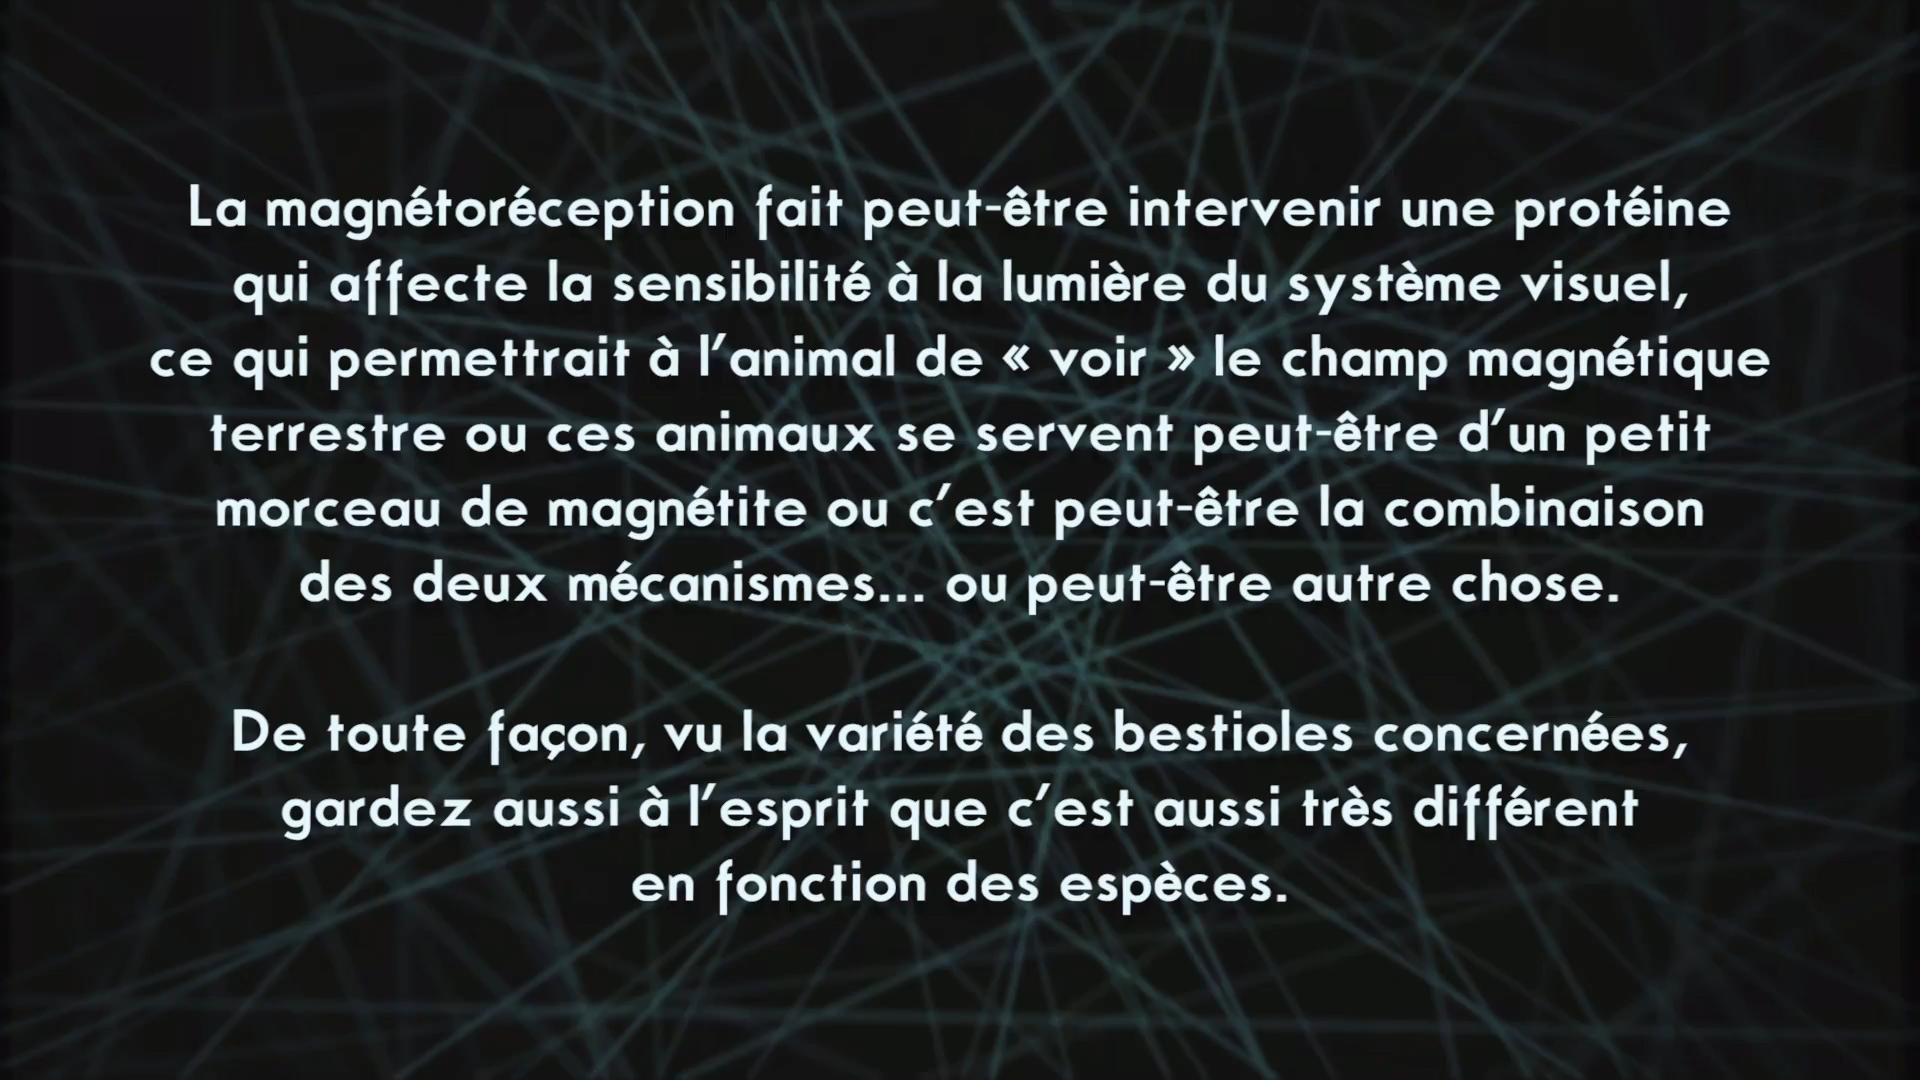 La magnétoréception fait peut-être intervenir une protéine
qui affecte la sensibilité à la lumière du système visuel,
ce qui permettrait à l’animal de « voir » le champ magnétique
terrestre ou ces animaux se servent peut-être d’un petit
morceau de magnétite ou c’est peut-être la combinaison
des deux mécanismes... ou peut-être autre chose.
De toute façon, vu la variété des bestioles concernées,
gardez aussi à l’esprit que c’est aussi très différent
en fonction des espèces.